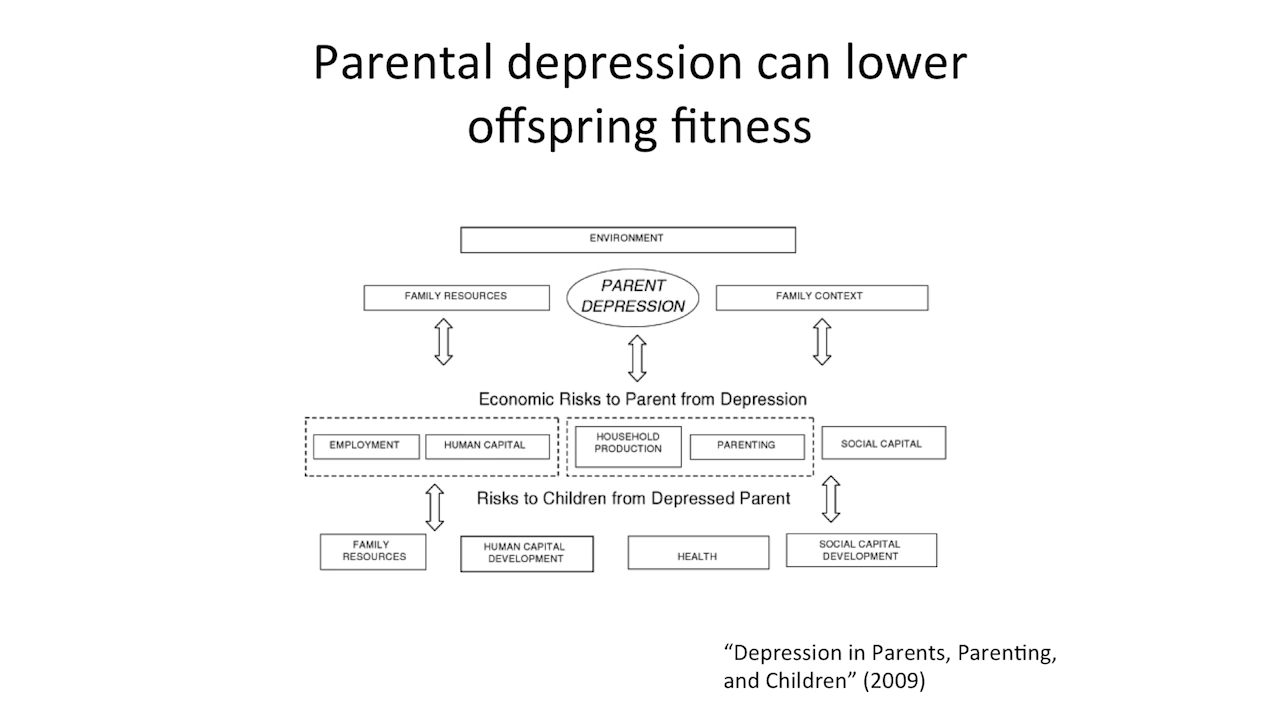 Parental depression can lower
offspring fitness
ENVIRONMENT
FAMILY RESOURCES
PARENT
DEPRESSION
FAMILY CONTEXT
Economic Risks to Parent from Depression
EMPLOYMENT
HUMAN CAPITAL
HOUSEHOLD
PRODUCTION
PARENTING
SOCIAL CAPITAL
Risks to Children from Depressed Parent
FAMILY
RESOURCES
HUMAN CAPITAL
DEVELOPMENT
HEALTH
SOCIAL CAPITAL
DEVELOPMENT
“Depression in Parents, Parenting,
and Children” (2009)